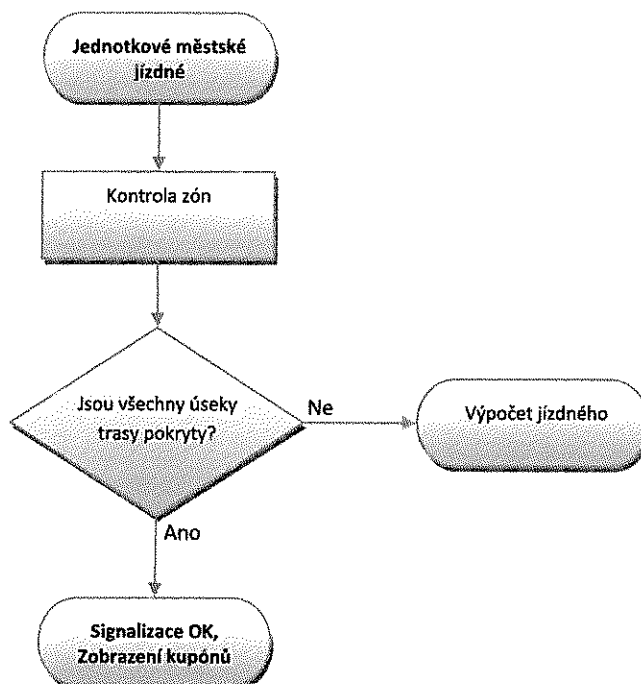 Jednotkové městské
jízdné
Kontrola zón
Jsou všechny úseky
trasy pokryty?
Ne
Výpočet jízdného
Ano
Signalizace OK,
Zobrazení kupónů